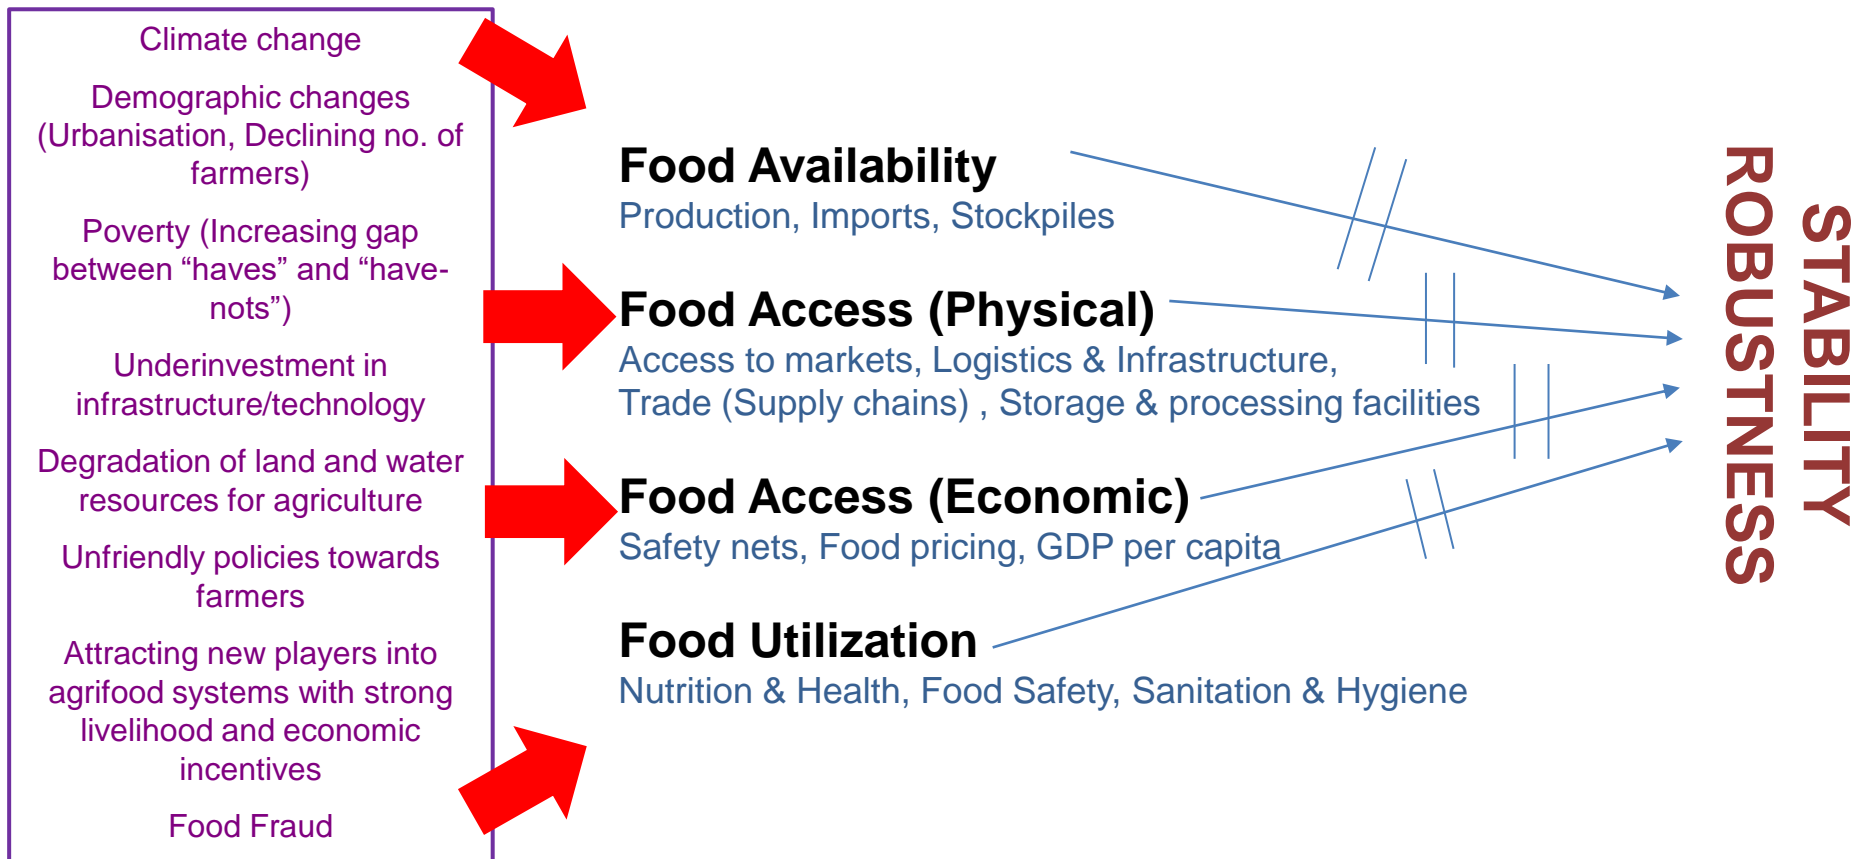 Climate change
Demographic changes
(Urbanisation, Declining no. of
farmers)
Poverty (Increasing gap
between “haves” and “have-
nots”)
Underinvestment in
infrastructure/technology
Degradation of land and water
resources for agriculture
Unfriendly policies towards
farmers
Attracting new players into
agrifood systems with strong
livelihood and economic
incentives
Food Fraud
Food Availability
Production, Imports, Stockpiles
Food Access (Physical)
Access to markets, Logistics & Infrastructure,
Trade (Supply chains) , Storage & processing facilities
Food Access (Economic)
Safety nets, Food pricing, GDP per capita
Food Utilization
Nutrition & Health, Food Safety, Sanitation & Hygiene
STABILITY
ROBUSTNESS